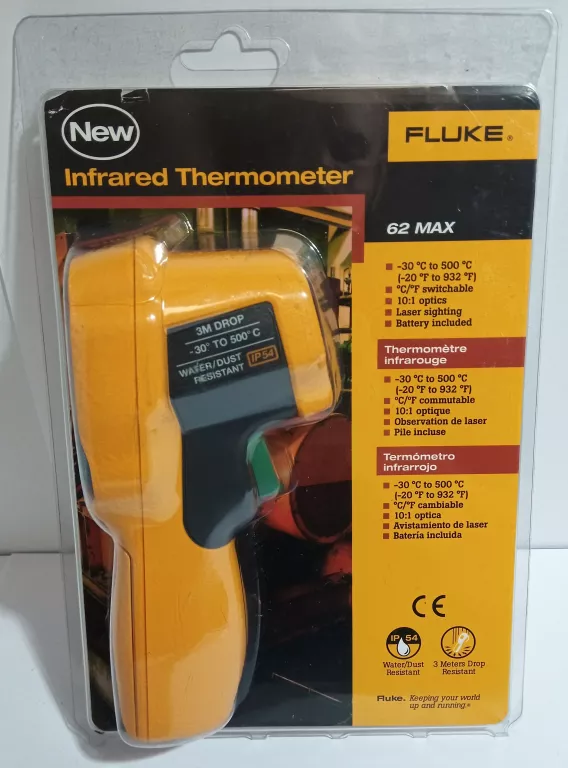 New
FLUKE®
Infrared Thermometer
62 MAX
-30 °C to 500 °C
(-20 °F to 932 °F)
°C/°F switchable
10:1 optics
Laser sighting
Battery included
3M DROP
-30° TO 500° C
WATER/DUST
RESISTANT IP54
Thermomètre
infrarouge
-30 °C to 500 °C
(-20 °F to 932 °F)
°C/°F commutable
10:1 optique
Observation de laser
Pile incluse
Termómetro
infrarrojo
-30 °C to 500 °C
(-20 °F to 932 °F)
°C/°F cambiable
10:1 optica
Avistamiento de laser
Batería incluida
CE
IP 54
Water/Dust
Resistant
3 Meters Drop
Resistant
Fluke. Keeping your world
up and running.®